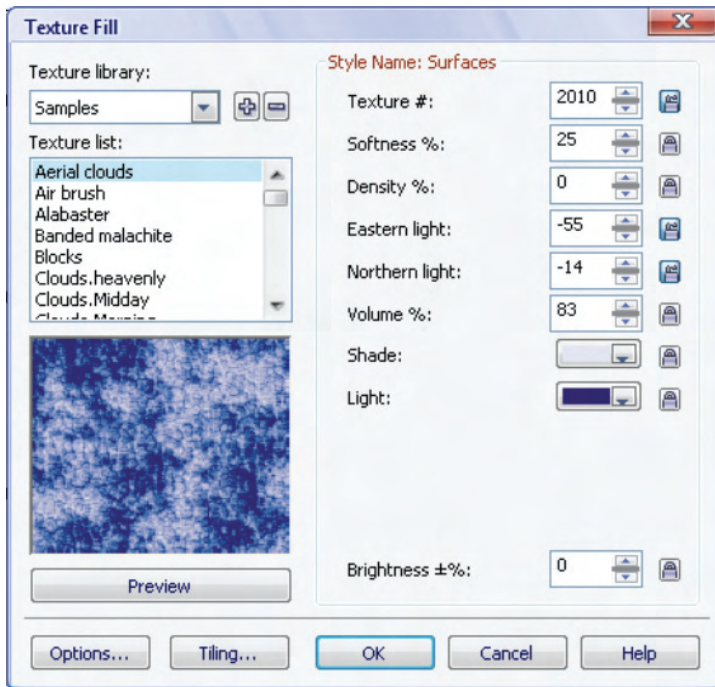 Texture Fill
Texture library:
Samples
Texture list:
Aerial clouds
Air brush
Alabaster
Banded malachite
Blocks
Clouds.heavenly
Clouds.Midday
Clouds.Morning
Preview
Style Name: Surfaces
Texture #: 2010
Softness %: 25
Density %: 0
Eastern light: -55
Northern light: -14
Volume %: 83
Shade:
Light:
Brightness ±%: 0
Options... Tiling... OK Cancel Help